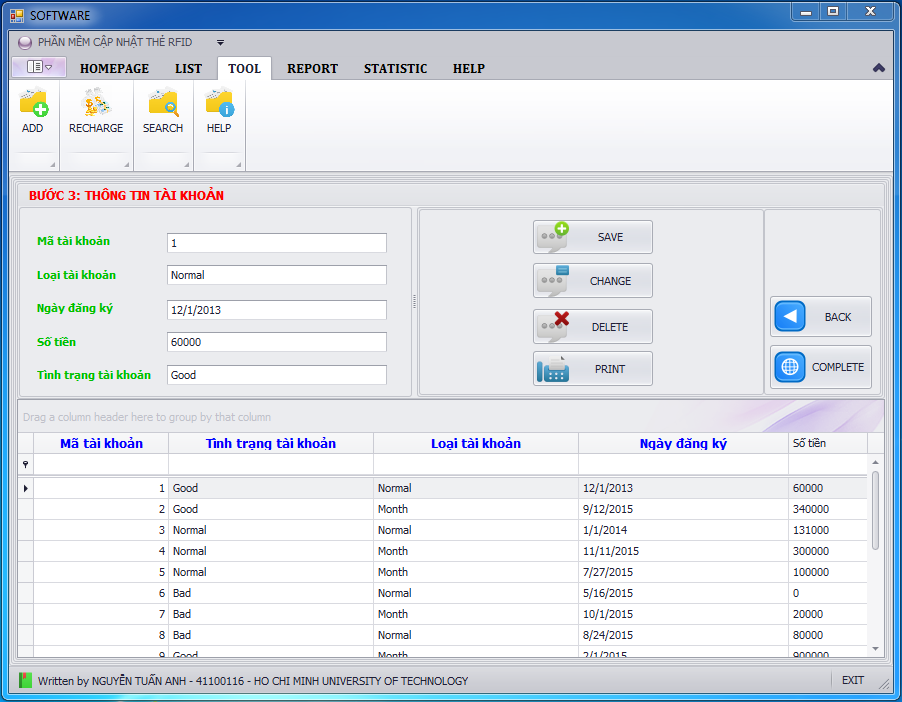 SOFTWARE
PHẦN MỀM CẬP NHẬT THẺ RFID
HOMEPAGE LIST TOOL REPORT STATISTIC HELP
ADD RECHARGE SEARCH HELP
BƯỚC 3: THÔNG TIN TÀI KHOẢN
Mã tài khoản 1
Loại tài khoản Normal
Ngày đăng ký 12/1/2013
Số tiền 60000
Tình trạng tài khoản Good
SAVE
CHANGE
DELETE
PRINT
BACK
COMPLETE
Drag a column header here to group by that column
Mã tài khoản Tình trạng tài khoản Loại tài khoản Ngày đăng ký Số tiền
1 Good Normal 12/1/2013 60000
2 Good Month 9/12/2015 340000
3 Normal Normal 1/1/2014 131000
4 Normal Month 11/11/2015 300000
5 Normal Month 7/27/2015 100000
6 Bad Normal 5/16/2015 0
7 Bad Month 10/1/2015 20000
8 Bad Normal 8/24/2015 80000
9 Good Month 2/1/2015 900000
Written by NGUYỄN TUẤN ANH - 41100116 - HO CHI MINH UNIVERSITY OF TECHNOLOGY EXIT